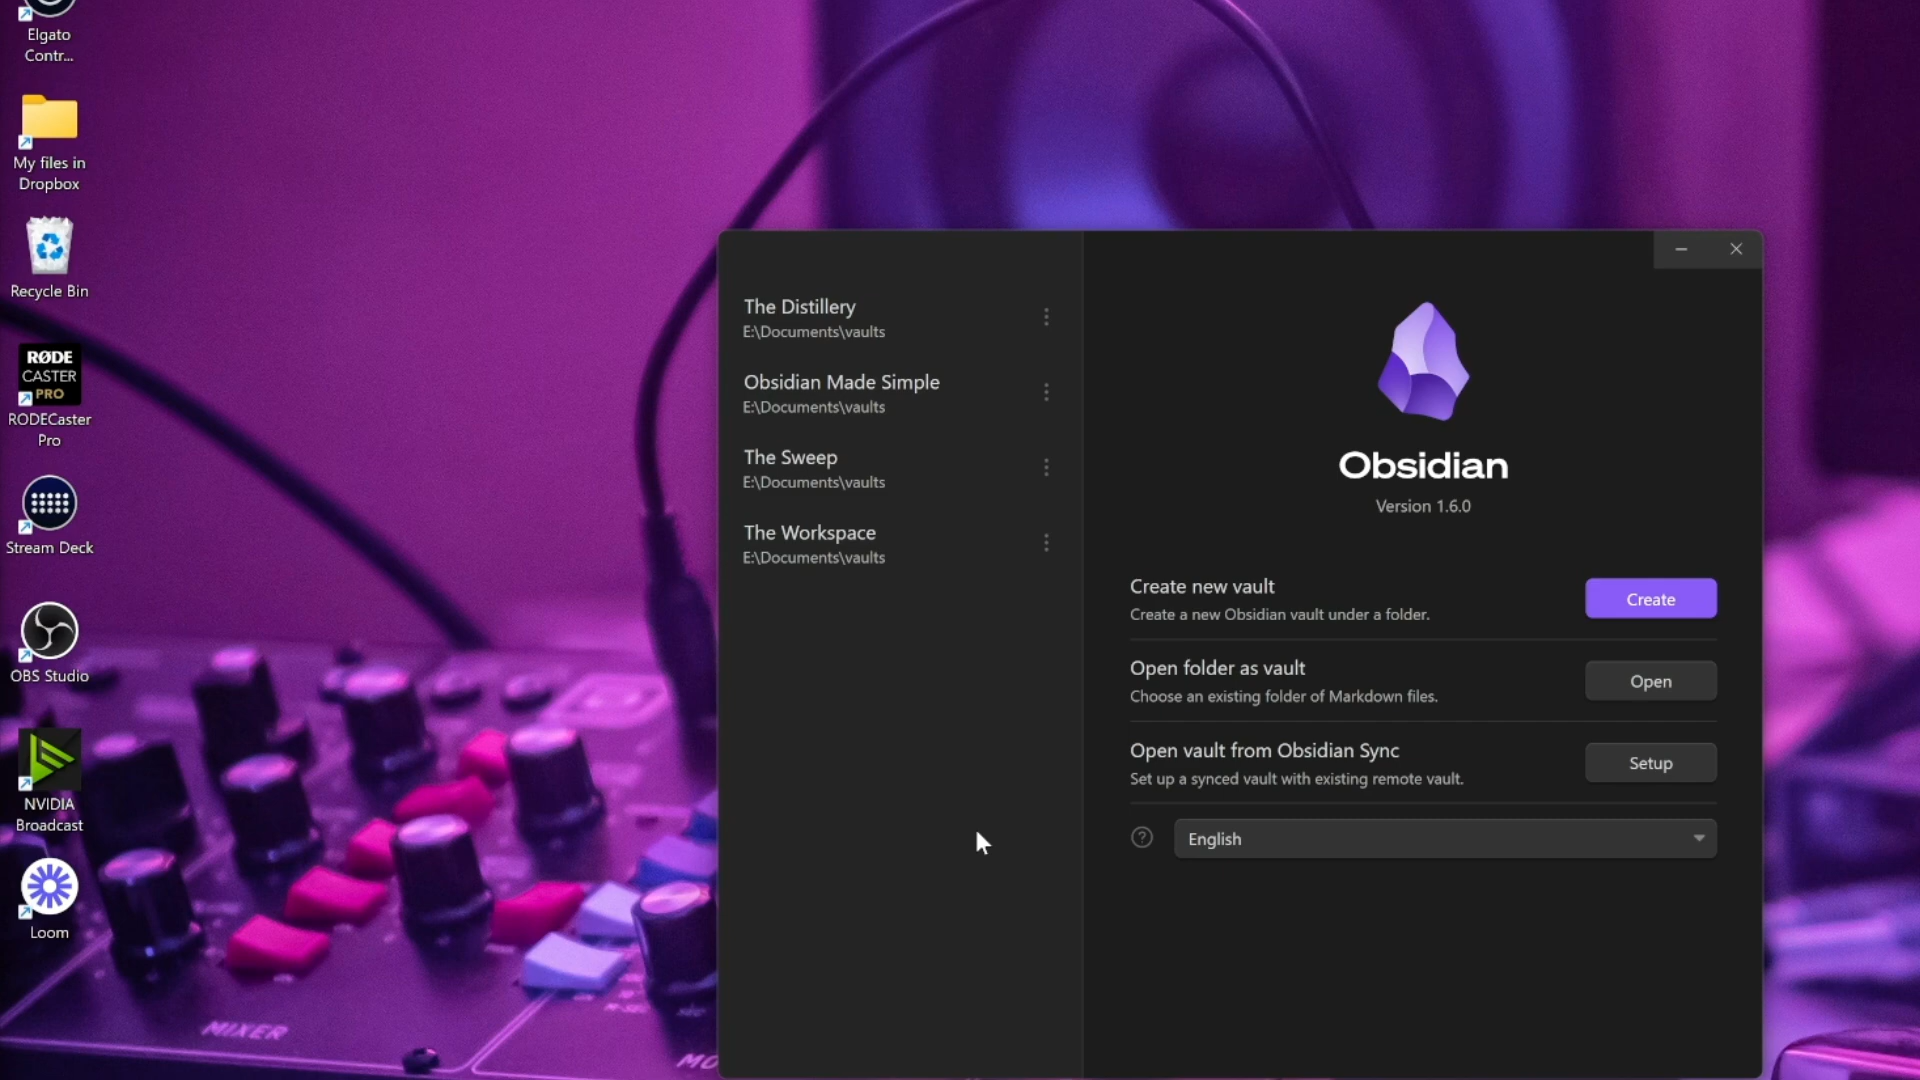 Elgato
Contr...
My files in
Dropbox
Recycle Bin
RØDE
CASTER
PRO
RODECaster
Pro
Stream Deck
OBS Studio
NVIDIA
Broadcast
Loom
MIXER
The Distillery
E:\Documents\vaults
Obsidian Made Simple
E:\Documents\vaults
The Sweep
E:\Documents\vaults
The Workspace
E:\Documents\vaults
Obsidian
Version 1.6.0
Create new vault
Create a new Obsidian vault under a folder.
Create
Open folder as vault
Choose an existing folder of Markdown files.
Open
Open vault from Obsidian Sync
Set up a synced vault with existing remote vault.
Setup
English